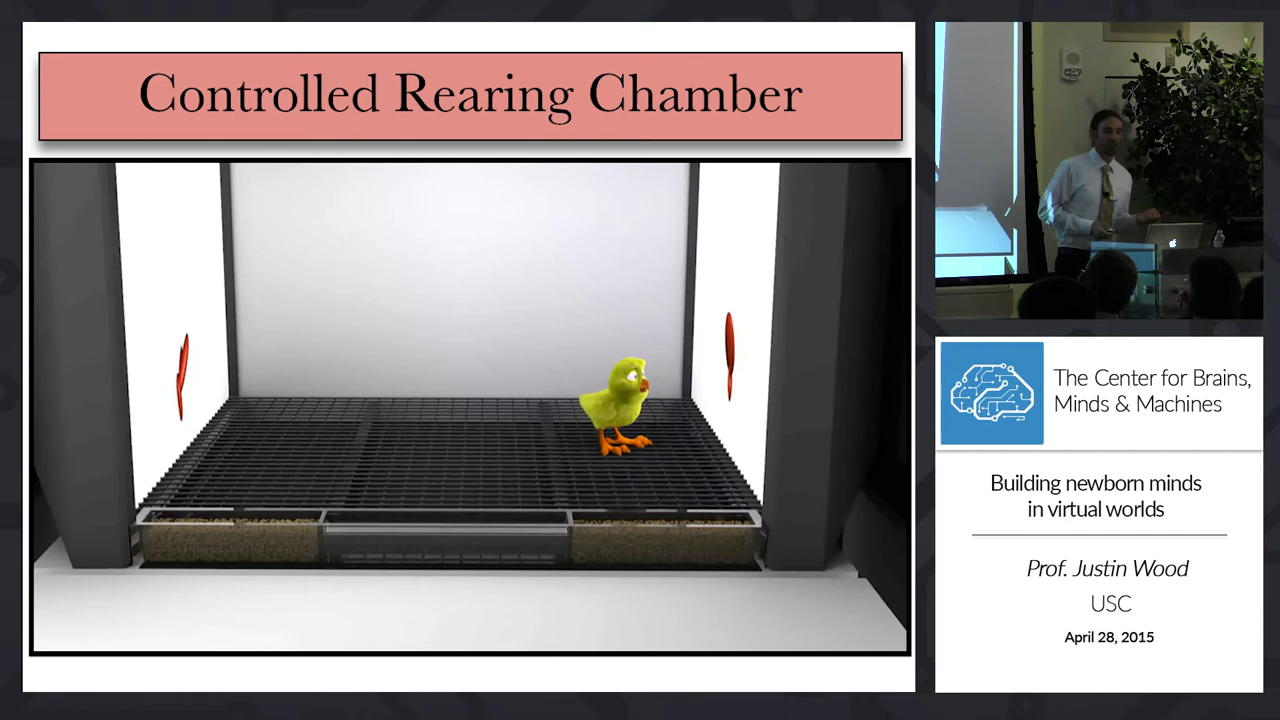 Controlled Rearing Chamber
The Center for Brains,
Minds & Machines
Building newborn minds
in virtual worlds
Prof. Justin Wood
USC
April 28, 2015